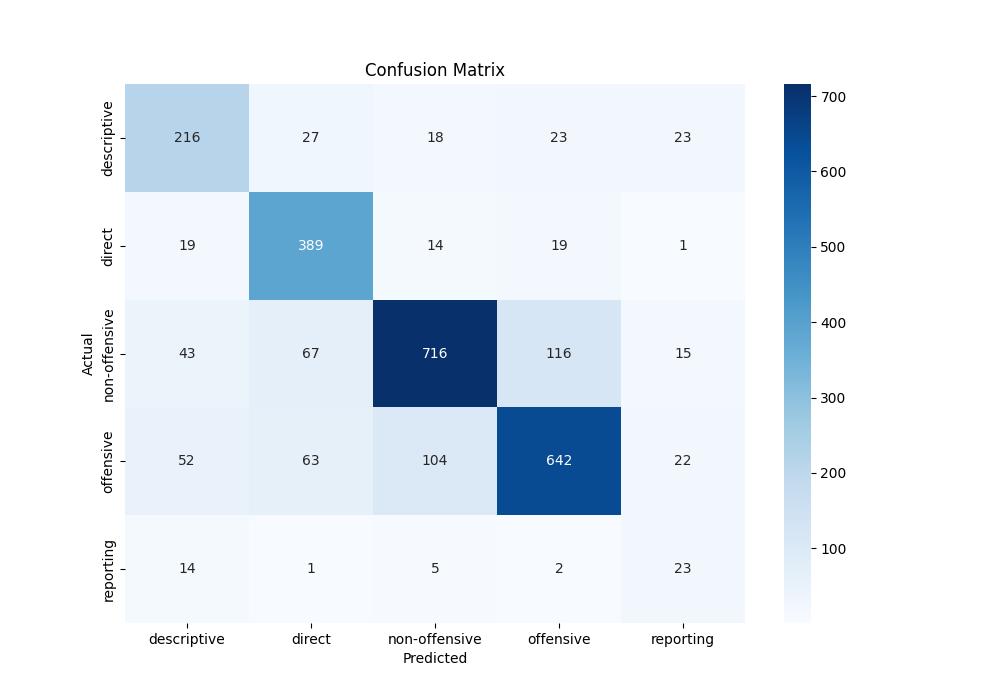 Confusion Matrix
descriptive 216 27 18 23 23
direct 19 389 14 19 1
non-offensive 43 67 716 116 15
offensive 52 63 104 642 22
reporting 14 1 5 2 23
descriptive direct non-offensive offensive reporting
Predicted
Actual
700
600
500
400
300
200
100